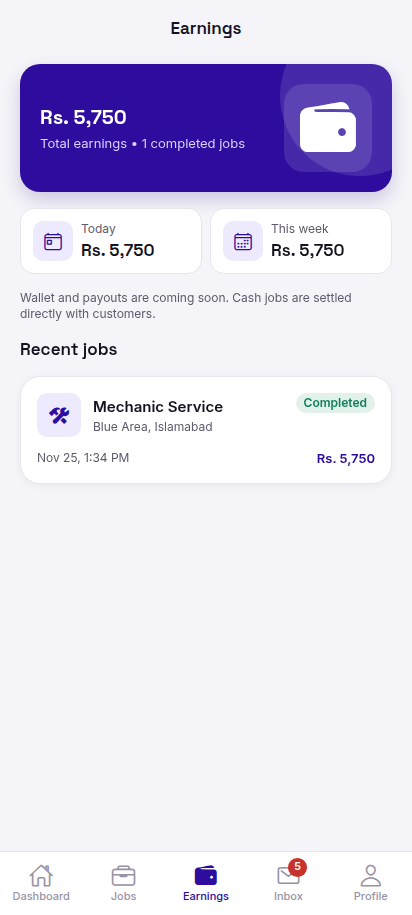 Earnings
Rs. 5,750
Total earnings • 1 completed jobs
Today
Rs. 5,750
This week
Rs. 5,750
Wallet and payouts are coming soon. Cash jobs are settled
directly with customers.
Recent jobs
Mechanic Service
Completed
Blue Area, Islamabad
Nov 25, 1:34 PM
Rs. 5,750
5
Dashboard
Jobs
Earnings
Inbox
Profile